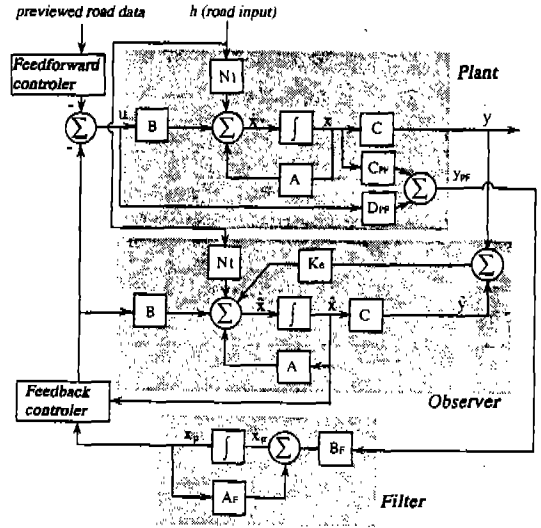 previewed road data
h (road input)
Feedforward
controler
N1
Plant
u
B
Σ
ẋ
∫
x
C
y
A
CPF
DPF
Σ
yPF
Σ
N1
Ke
Σ
B
Σ
x̂
∫
x̂
C
ŷ
A
Feedback
controler
Observer
∫
Σ
BF
AF
Filter